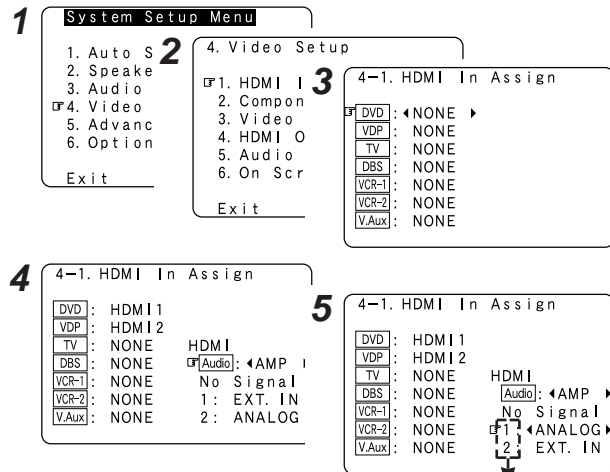 1
System Setup Menu
1. Auto S
2. Speake
3. Audio
4. Video
5. Advanc
6. Option
Exit
2
4. Video Setup
1. HDMI I
2. Compon
3. Video
4. HDMI O
5. Audio
6. On Scr
Exit
3
4-1. HDMI In Assign
DVD : NONE
VDP : NONE
TV : NONE
DBS : NONE
VCR-1 : NONE
VCR-2 : NONE
V.Aux : NONE
4
4-1. HDMI In Assign
DVD : HDMI1
VDP : HDMI2
TV : NONE HDMI
DBS : NONE Audio : AMP
VCR-1 : NONE No Signal
VCR-2 : NONE 1 : EXT. IN
V.Aux : NONE 2 : ANALOG
5
4-1. HDMI In Assign
DVD : HDMI1
VDP : HDMI2
TV : NONE HDMI
DBS : NONE Audio : AMP
VCR-1 : NONE No Signal
VCR-2 : NONE 1 ANALOG
V.Aux : NONE 2 : EXT. IN